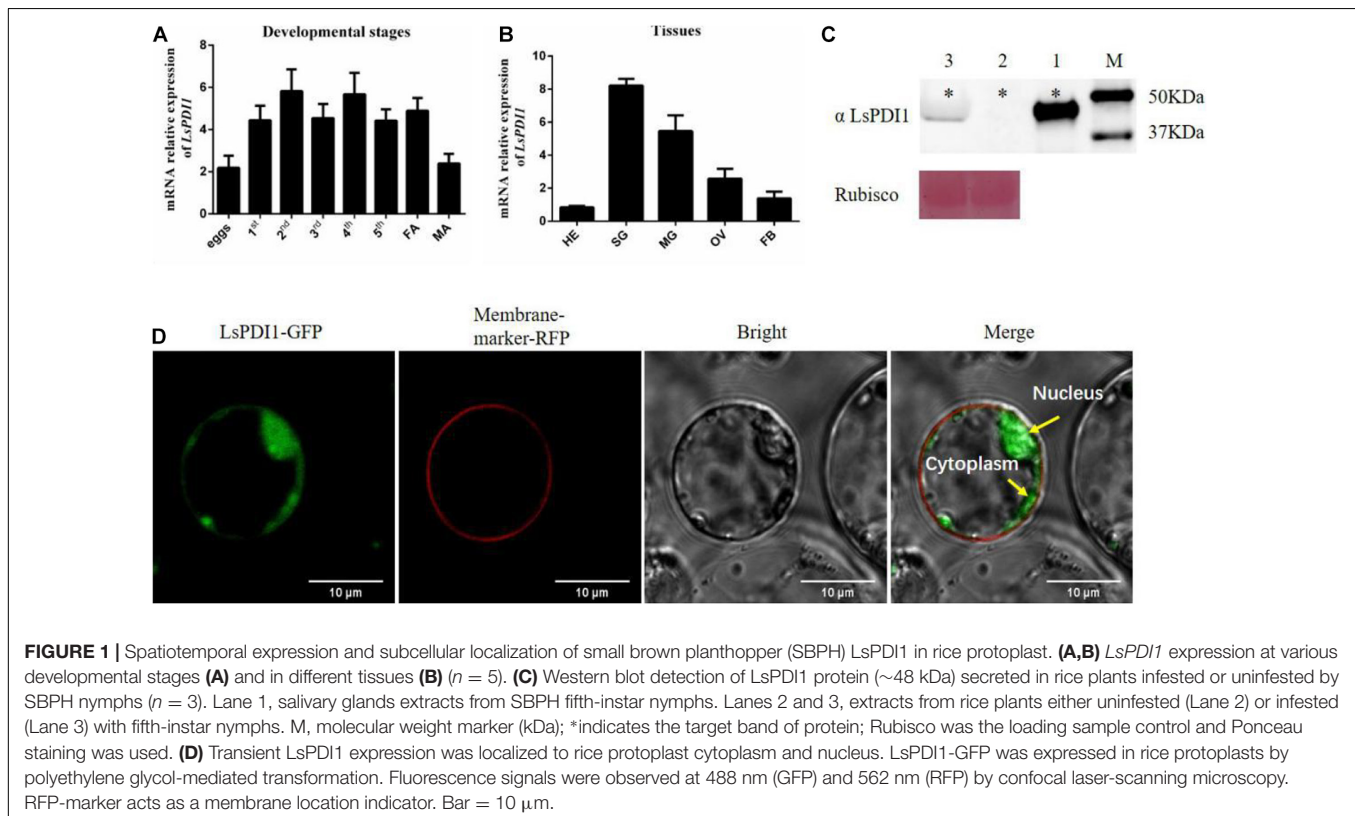 A
Developmental stages
mRNA relative expression
of LsPDI1
8
6
4
2
0
eggs
1st
2nd
3rd
4th
5th
FA
MA
B
Tissues
mRNA relative expression
of LsPDI1
10
8
6
4
2
0
HE
SG
MG
OV
FB
C
3 2 1 M
* * *
α LsPDI1
50KDa
37KDa
Rubisco
D
LsPDI1-GFP
Membrane-
marker-RFP
Bright
Merge
Nucleus
Cytoplasm
10 μm
10 μm
10 μm
10 μm
FIGURE 1 | Spatiotemporal expression and subcellular localization of small brown planthopper (SBPH) LsPDI1 in rice protoplast. (A,B) LsPDI1 expression at various
developmental stages (A) and in different tissues (B) (n = 5). (C) Western blot detection of LsPDI1 protein (~48 kDa) secreted in rice plants infested or uninfested by
SBPH nymphs (n = 3). Lane 1, salivary glands extracts from SBPH fifth-instar nymphs. Lanes 2 and 3, extracts from rice plants either uninfested (Lane 2) or infested
(Lane 3) with fifth-instar nymphs. M, molecular weight marker (kDa); *indicates the target band of protein; Rubisco was the loading sample control and Ponceau
staining was used. (D) Transient LsPDI1 expression was localized to rice protoplast cytoplasm and nucleus. LsPDI1-GFP was expressed in rice protoplasts by
polyethylene glycol-mediated transformation. Fluorescence signals were observed at 488 nm (GFP) and 562 nm (RFP) by confocal laser-scanning microscopy.
RFP-marker acts as a membrane location indicator. Bar = 10 μm.